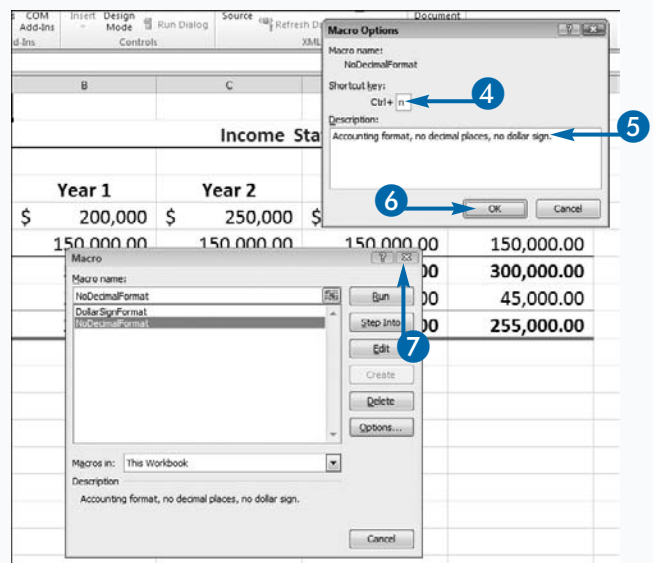 COM Insert Design Source Document
Add-Ins Mode Run Dialog Refresh D
d-Ins Controls XML
Macro Options
Macro name:
NoDecimalFormat
Shortcut key:
Ctrl+ n
4
Description:
Accounting format, no decimal places, no dollar sign.
5
6
OK Cancel
B C
Income Sta
Year 1 Year 2
$ 200,000 $ 250,000 $
150,000.00 150,000.00 150,000.00 150,000.00
00 300,000.00
00 45,000.00
00 255,000.00
Macro
7
Macro name:
NoDecimalFormat
DollarSignFormat
NoDecimalFormat
Run
Step Into
Edit
Create
Delete
Options...
Macros in: This Workbook
Description
Accounting format, no decimal places, no dollar sign.
Cancel